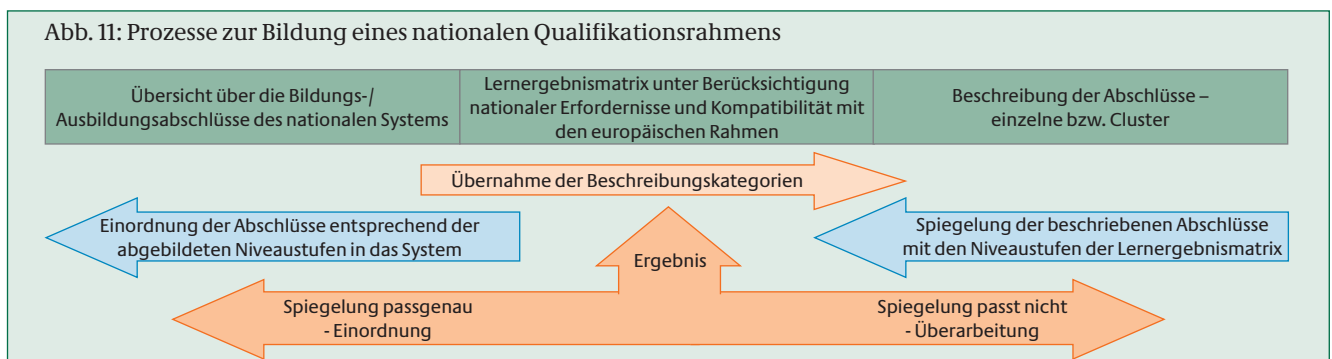 Abb. 11: Prozesse zur Bildung eines nationalen Qualifikationsrahmens
Übersicht über die Bildungs-/
Ausbildungsabschlüsse des nationalen Systems
Lernergebnismatrix unter Berücksichtigung
nationaler Erfordernisse und Kompatibilität mit
den europäischen Rahmen
Beschreibung der Abschlüsse –
einzelne bzw. Cluster
Übernahme der Beschreibungskategorien
Einordnung der Abschlüsse entsprechend der
abgebildeten Niveaustufen in das System
Spiegelung der beschriebenen Abschlüsse
mit den Niveaustufen der Lernergebnismatrix
Ergebnis
Spiegelung passgenau
- Einordnung
Spiegelung passt nicht
- Überarbeitung